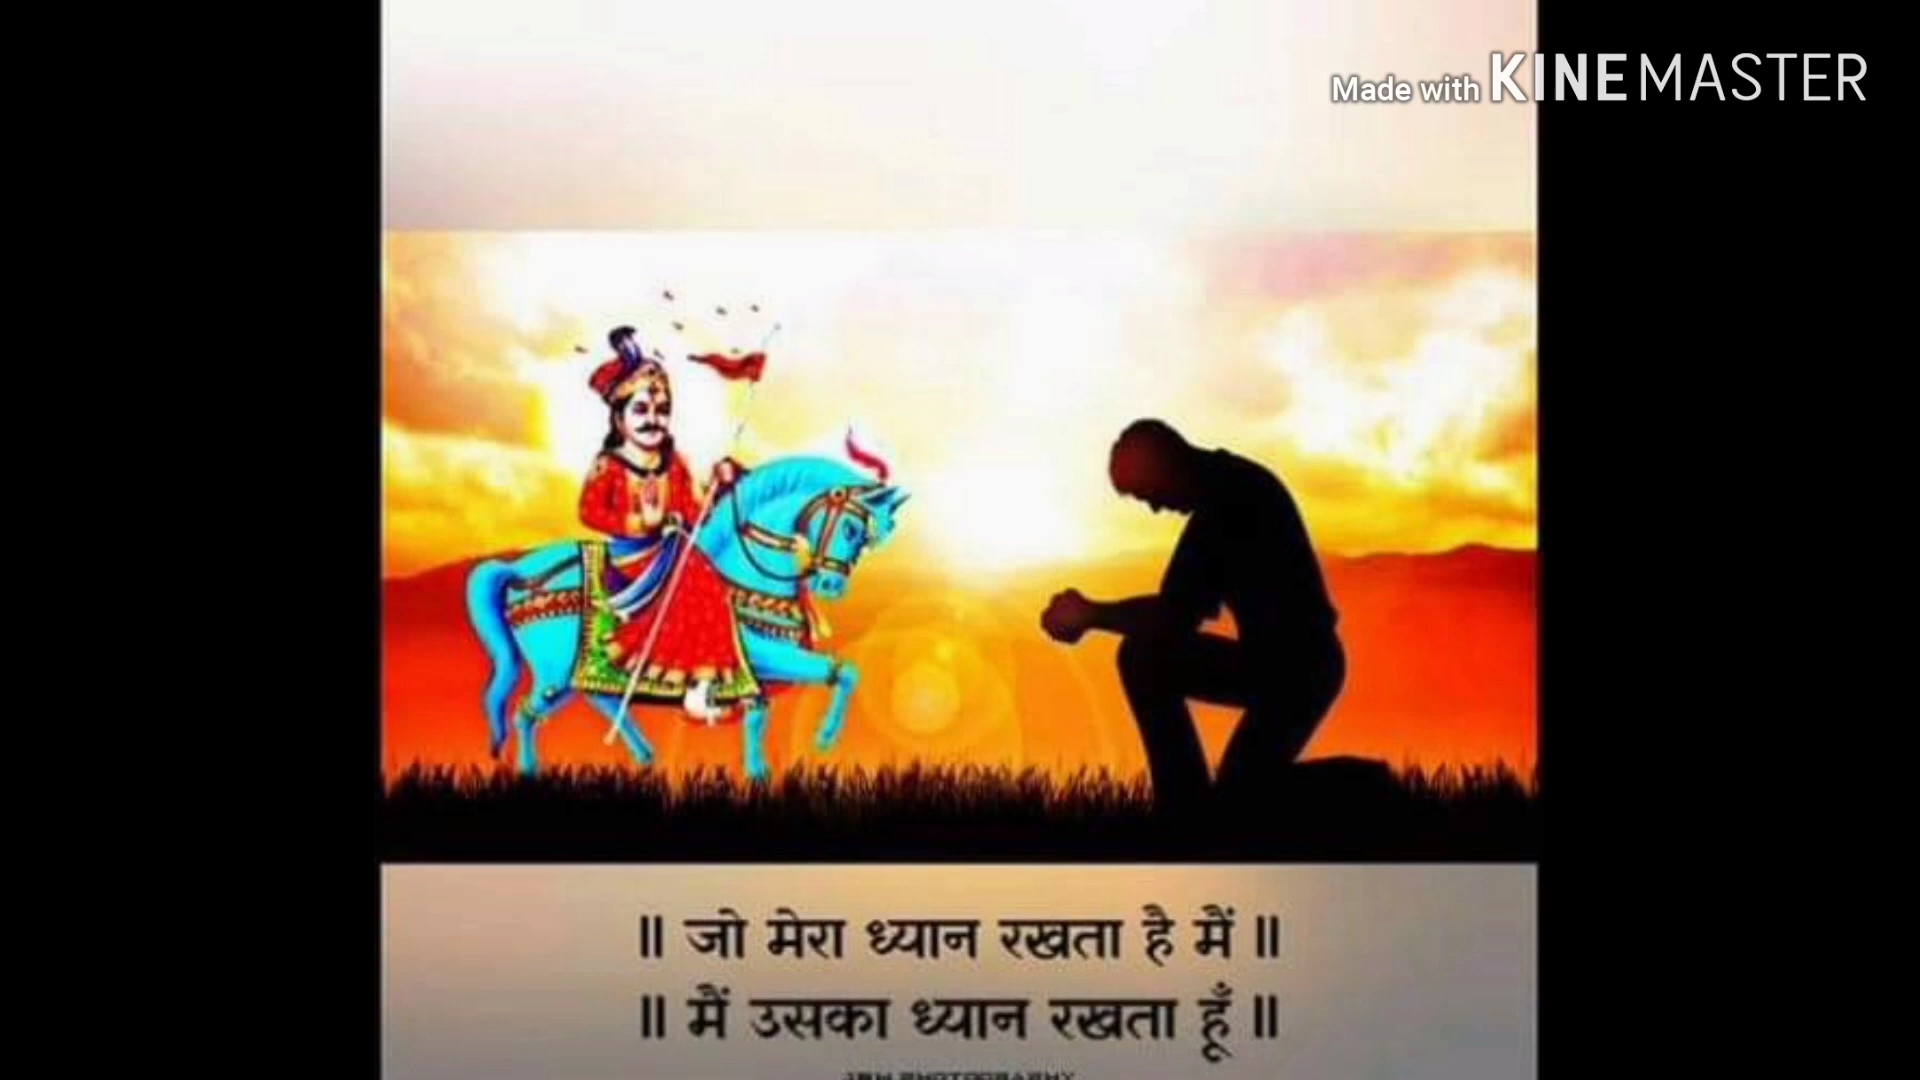 Made with KINEMASTER
॥ जो मेरा ध्यान रखता है मैं ॥
॥ मैं उसका ध्यान रखता हूँ ॥